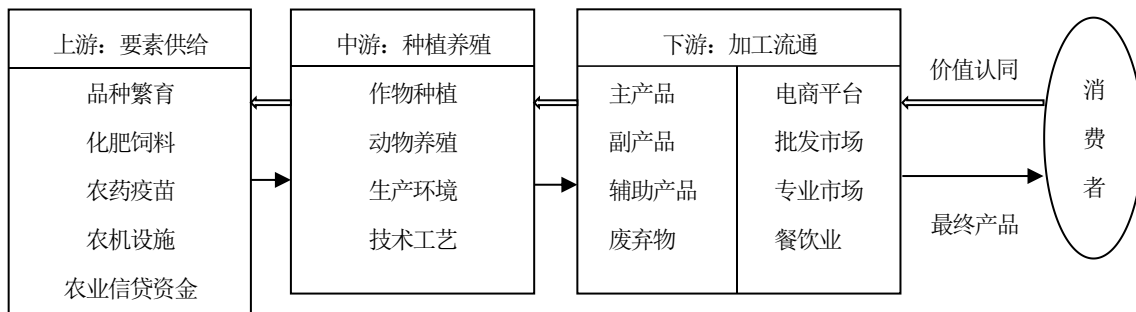 上游：要素供给
品种繁育
化肥饲料
农药疫苗
农机设施
农业信贷资金
中游：种植养殖
作物种植
动物养殖
生产环境
技术工艺
下游：加工流通
主产品
副产品
辅助产品
废弃物
电商平台
批发市场
专业市场
餐饮业
价值认同
最终产品
消
费
者